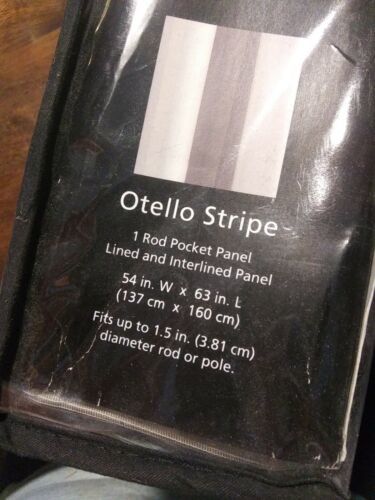 Otello Stripe
1 Rod Pocket Panel
Lined and Interlined Panel
54 in. W x 63 in. L
(137 cm x 160 cm)
Fits up to 1.5 in. (3.81 cm)
diameter rod or pole.